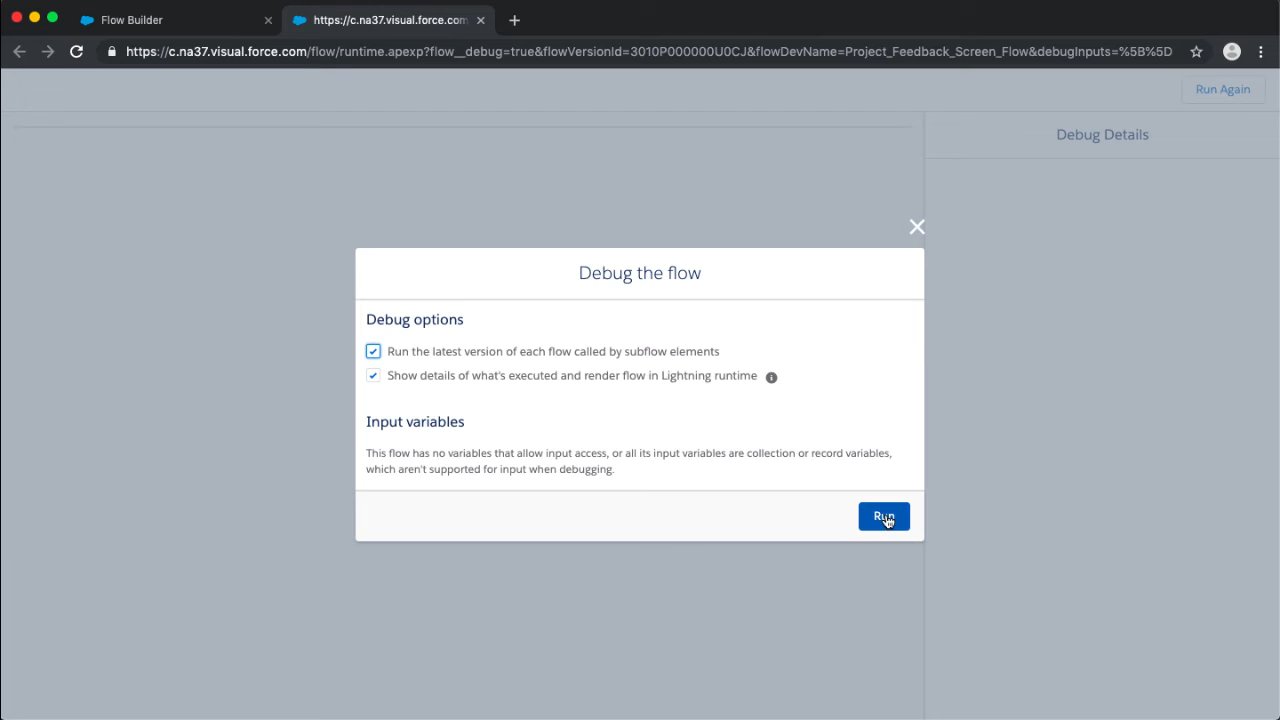 Flow Builder
https://c.na37.visual.force.com
https://c.na37.visual.force.com/flow/runtime.apexp?flow__debug=true&flowVersionId=3010P000000U0CJ&flowDevName=Project_Feedback_Screen_Flow&debugInputs=%5B%5D
Run Again
Debug Details
Debug the flow
Debug options
Run the latest version of each flow called by subflow elements
Show details of what's executed and render flow in Lightning runtime
Input variables
This flow has no variables that allow input access, or all its input variables are collection or record variables,
which aren't supported for input when debugging.
Run